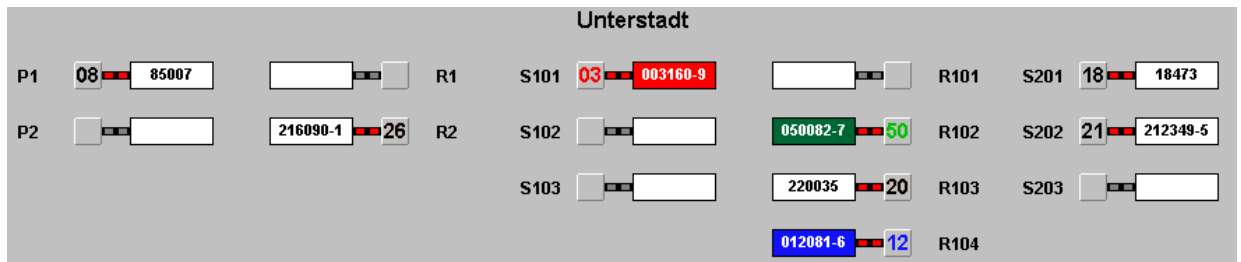 Unterstadt
P1 08 85007 R1 S101 03 003160-9 R101 S201 18 18473
P2 216090-1 26 R2 S102 050082-7 50 R102 S202 21 212349-5
S103 220035 20 R103 S203
012081-6 12 R104